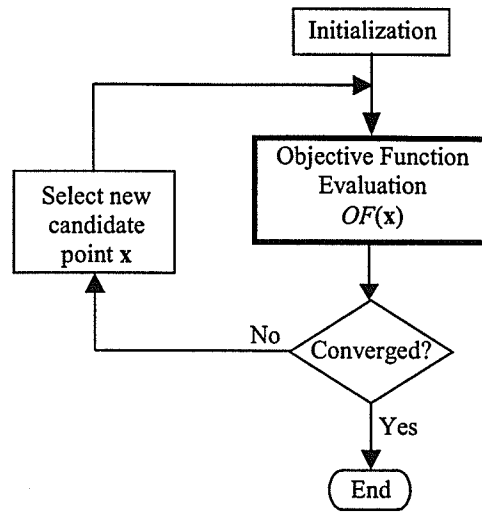 Initialization
Objective Function
Evaluation
OF(x)
Select new
candidate
point x
No
Converged?
Yes
End